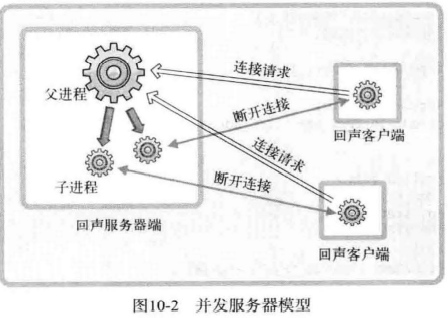 连接请求
父进程
断开连接
回声客户端
连接请求
子进程
断开连接
回声服务器端
回声客户端
图10-2 并发服务器模型